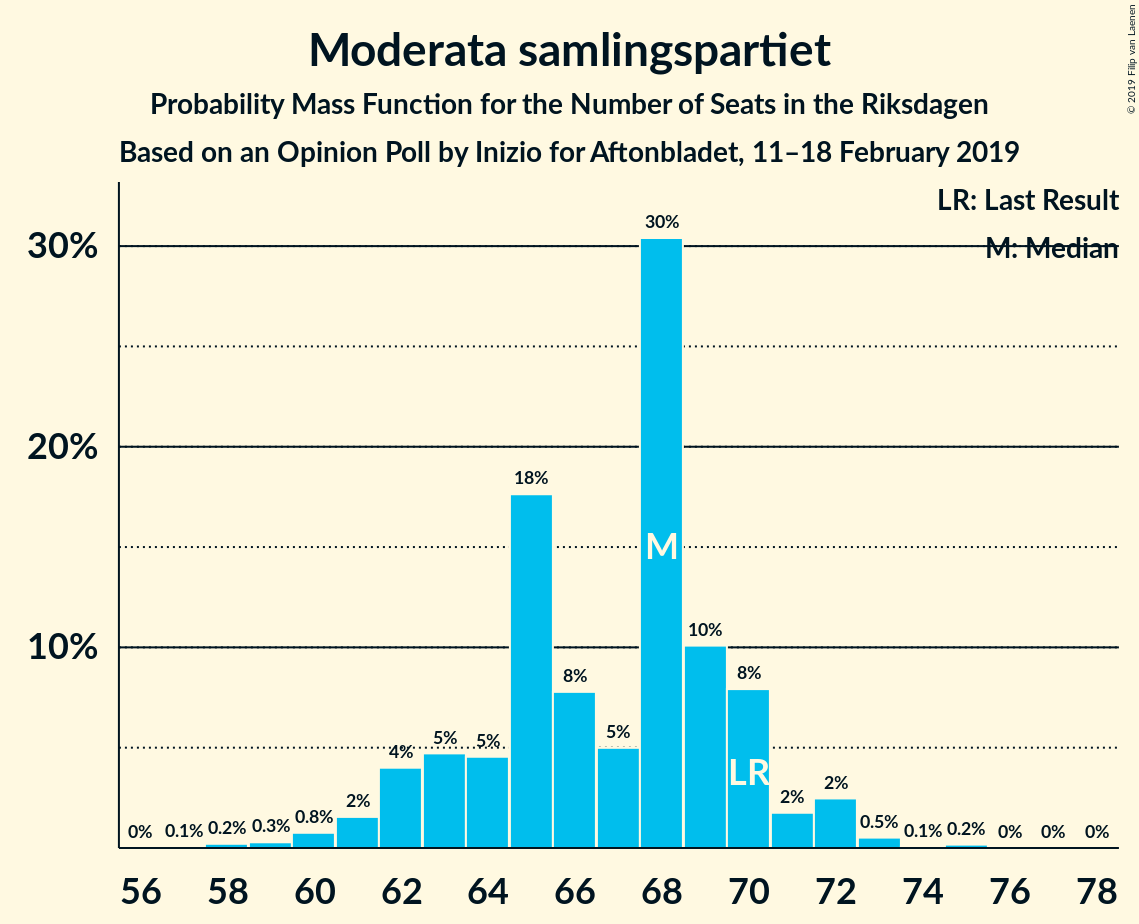 Moderata samlingspartiet
Probability Mass Function for the Number of Seats in the Riksdagen
Based on an Opinion Poll by Inizio for Aftonbladet, 11–18 February 2019
© 2019 Filip van Laenen
LR: Last Result
M: Median
30%
20%
10%
0% 0.1% 0.2% 0.3% 0.8% 2% 4% 5% 5% 18% 8% 5% 30% 10% 8% 2% 2% 0.5% 0.1% 0.2% 0% 0% 0%
M
LR
56 58 60 62 64 66 68 70 72 74 76 78